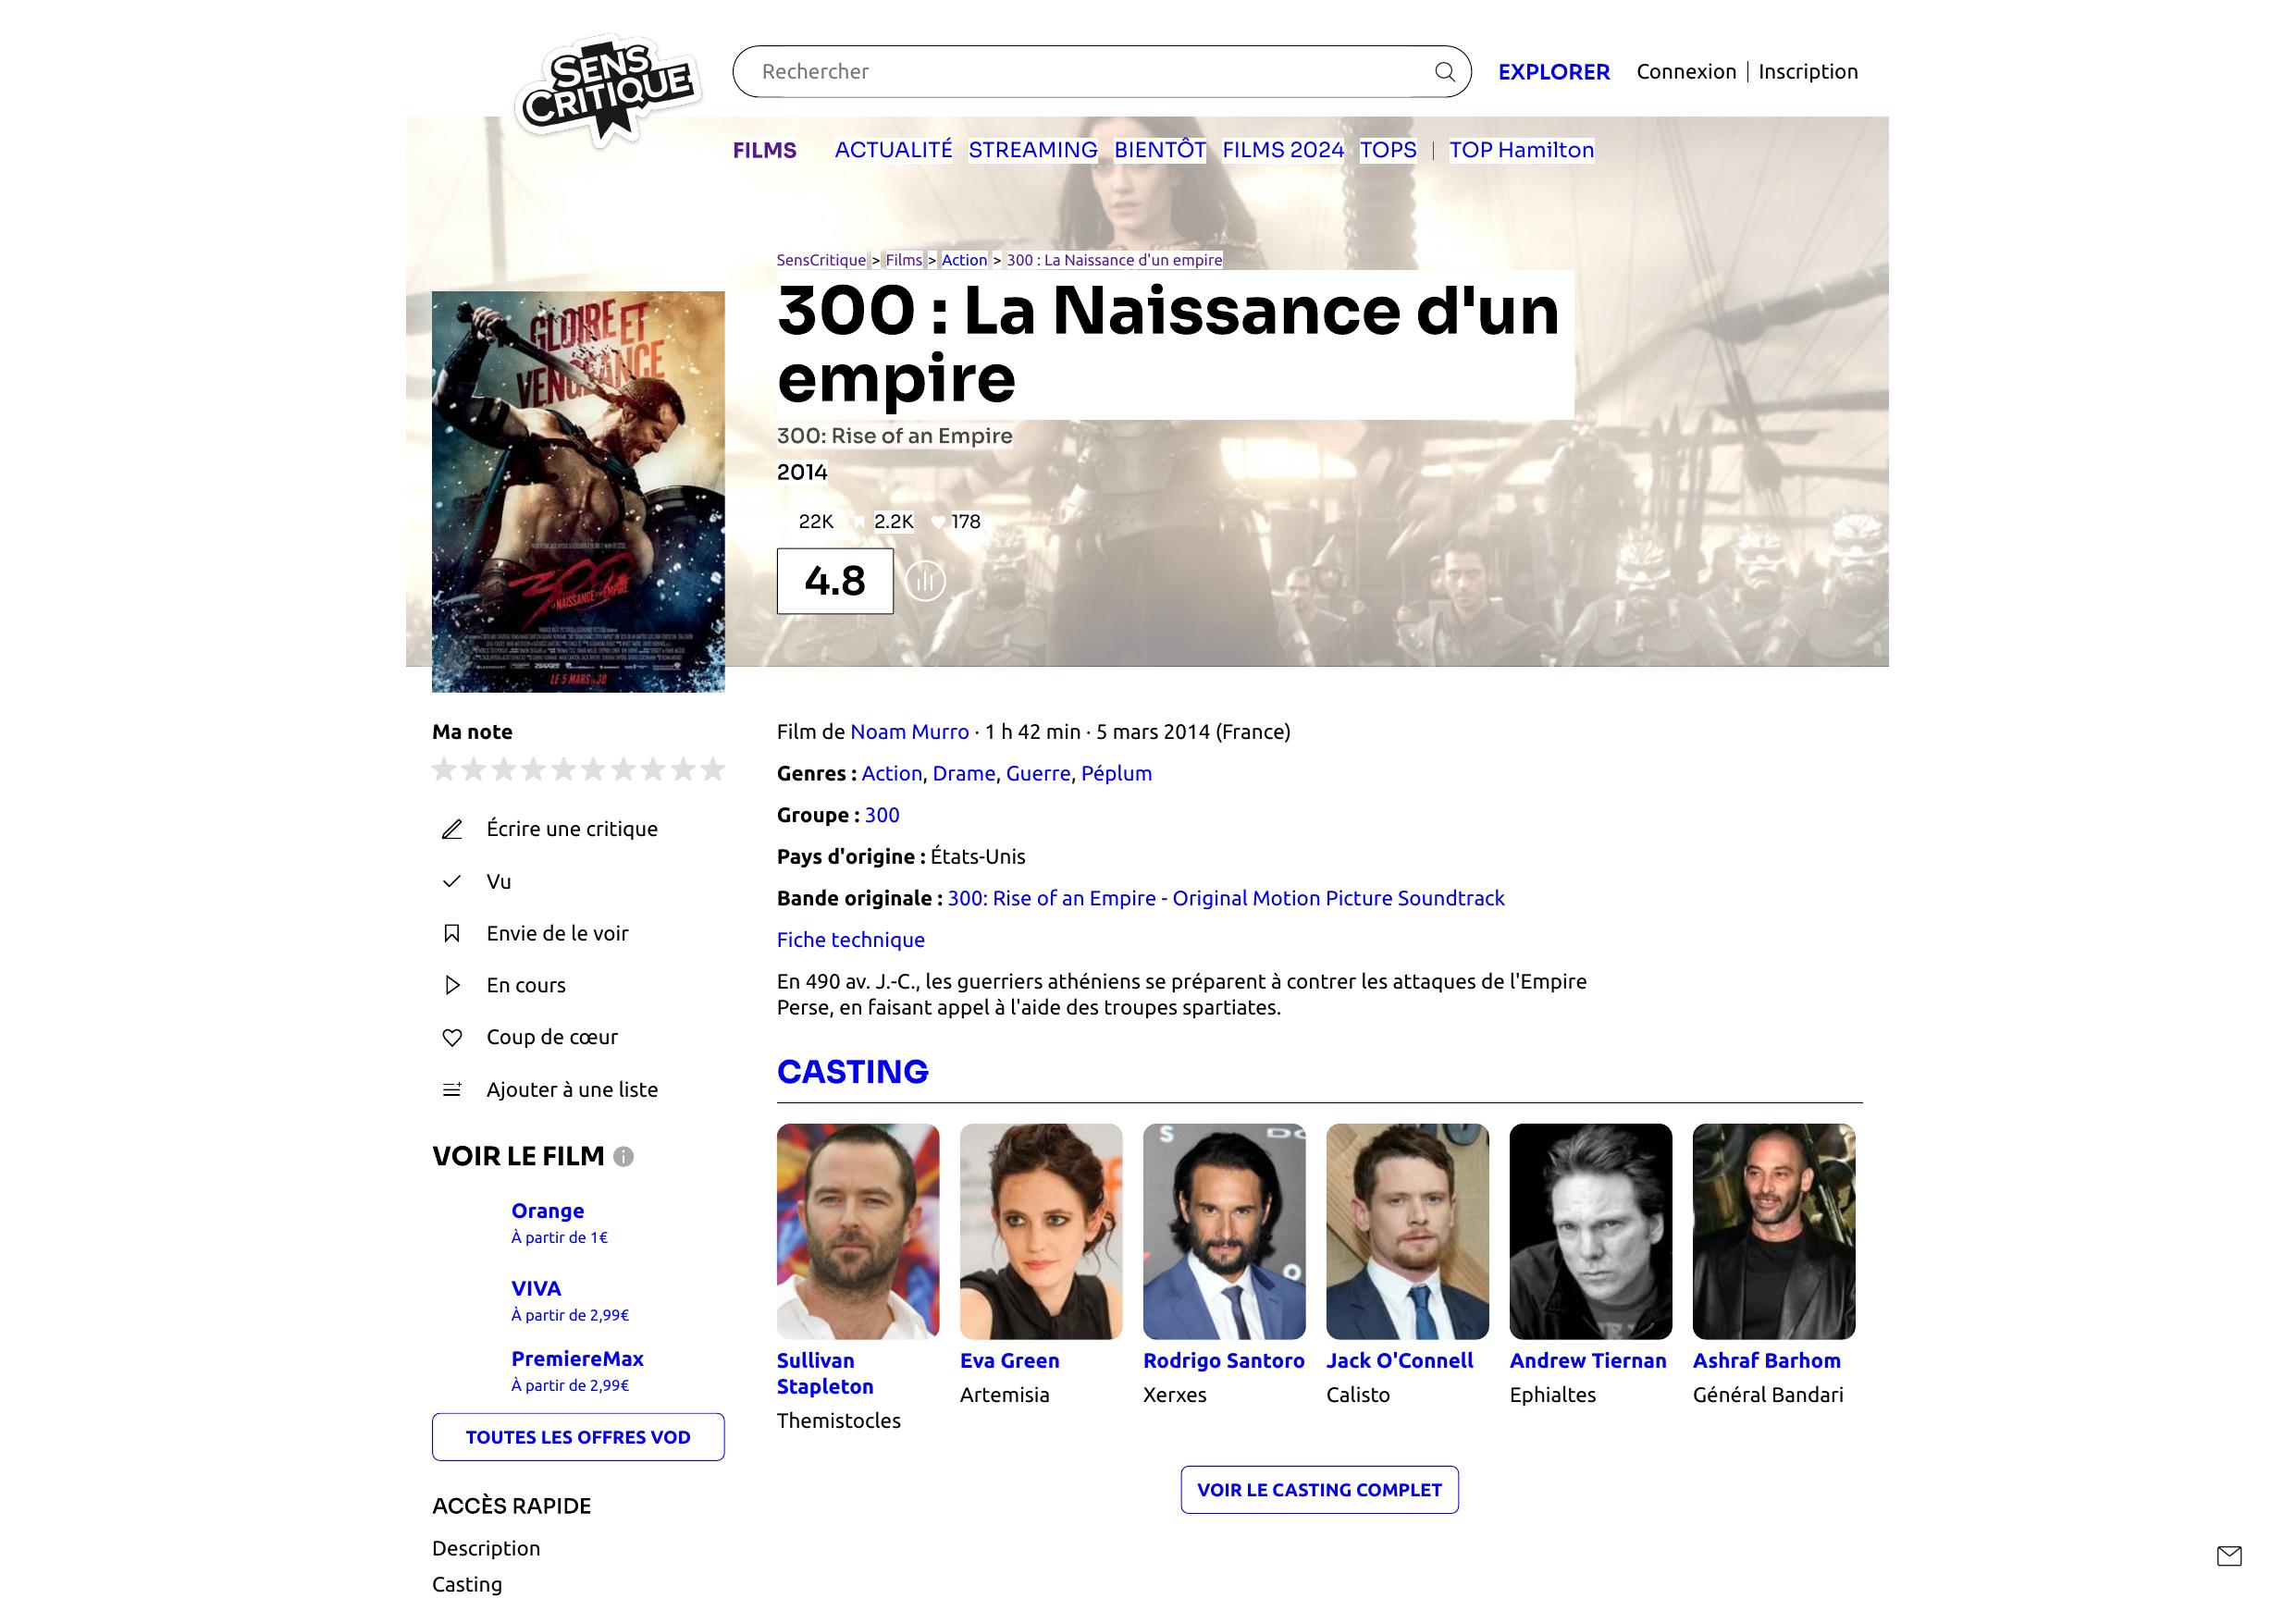 SENS CRITIQUE
Rechercher
EXPLORER
Connexion | Inscription
FILMS
ACTUALITÉ STREAMING BIENTÔT FILMS 2024 TOPS | TOP Hamilton
SensCritique > Films > Action > 300 : La Naissance d'un empire
300 : La Naissance d'un
empire
300: Rise of an Empire
2014
22K 2.2K 178
4.8
GLOIRE ET
VENGEANCE
300
LA NAISSANCE D'UN EMPIRE
LE 5 MARS
Ma note
Écrire une critique
Vu
Envie de le voir
En cours
Coup de cœur
Ajouter à une liste
VOIR LE FILM
Orange
À partir de 1€
VIVA
À partir de 2,99€
PremiereMax
À partir de 2,99€
TOUTES LES OFFRES VOD
ACCÈS RAPIDE
Description
Casting
Film de Noam Murro · 1 h 42 min · 5 mars 2014 (France)
Genres : Action, Drame, Guerre, Péplum
Groupe : 300
Pays d'origine : États-Unis
Bande originale : 300: Rise of an Empire - Original Motion Picture Soundtrack
Fiche technique
En 490 av. J.-C., les guerriers athéniens se préparent à contrer les attaques de l'Empire
Perse, en faisant appel à l'aide des troupes spartiates.
CASTING
Sullivan
Stapleton
Themistocles
Eva Green
Artemisia
Rodrigo Santoro
Xerxes
Jack O'Connell
Calisto
Andrew Tiernan
Ephialtes
Ashraf Barhom
Général Bandari
VOIR LE CASTING COMPLET